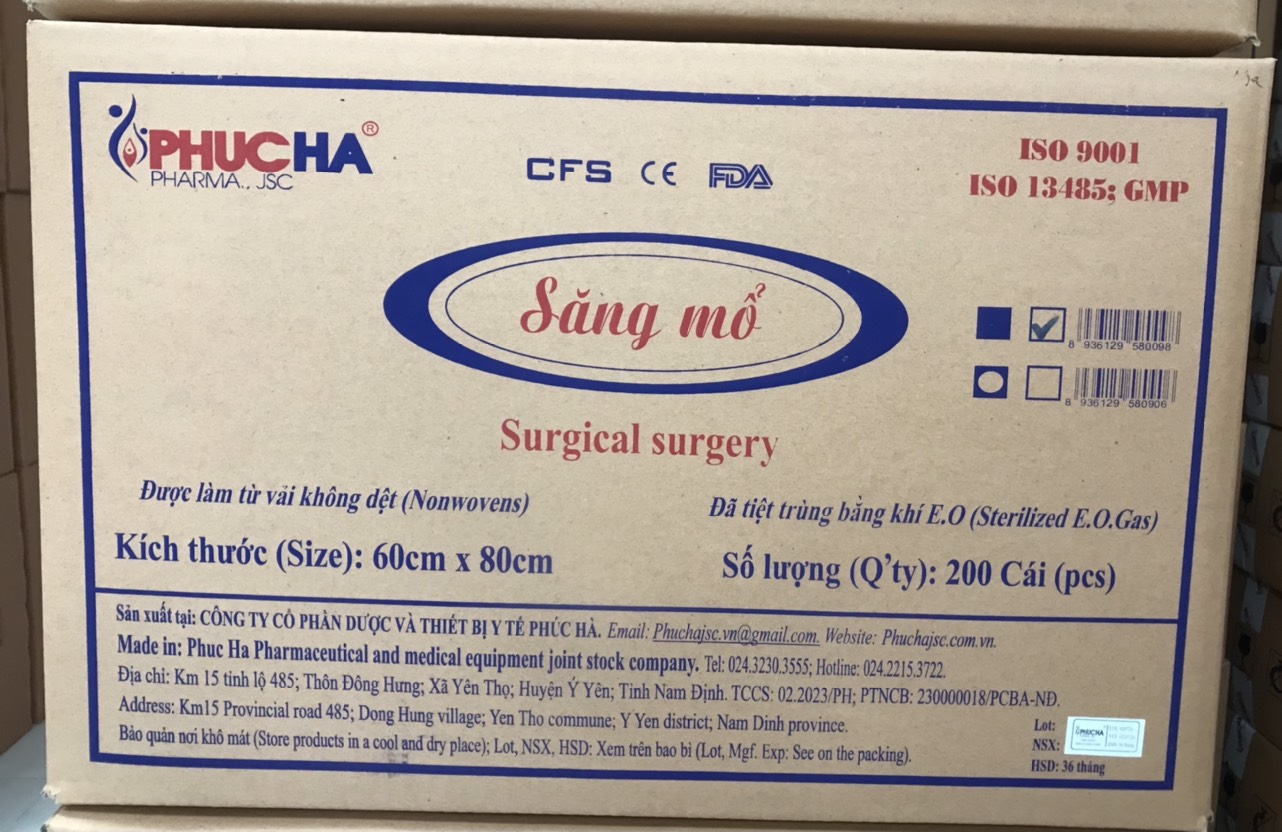 PHUCHA®
PHARMA., JSC
CFS CE FDA
ISO 9001
ISO 13485; GMP
Săng mổ
8 936129 580098
8 936129 580906
Surgical surgery
Được làm từ vải không dệt (Nonwovens)
Đã tiệt trùng bằng khí E.O (Sterilized E.O.Gas)
Kích thước (Size): 60cm x 80cm
Số lượng (Q'ty): 200 Cái (pcs)
Sản xuất tại: CÔNG TY CỔ PHẦN DƯỢC VÀ THIẾT BỊ Y TẾ PHÚC HÀ. Email: Phuchajsc.vn@gmail.com. Website: Phuchajsc.com.vn.
Made in: Phuc Ha Pharmaceutical and medical equipment joint stock company. Tel: 024.3230.3555; Hotline: 024.2215.3722.
Địa chỉ: Km 15 tỉnh lộ 485; Thôn Đông Hưng; Xã Yên Thọ; Huyện Ý Yên; Tỉnh Nam Định. TCCS: 02.2023/PH; PTNCB: 230000018/PCBA-NĐ.
Address: Km15 Provincial road 485; Dong Hung village; Yen Tho commune; Y Yen district; Nam Dinh province.
Bảo quản nơi khô mát (Store products in a cool and dry place); Lot, NSX, HSD: Xem trên bao bì (Lot, Mgf. Exp: See on the packing).
Lot:
NSX:
PHUCHA
HSD: 36 tháng